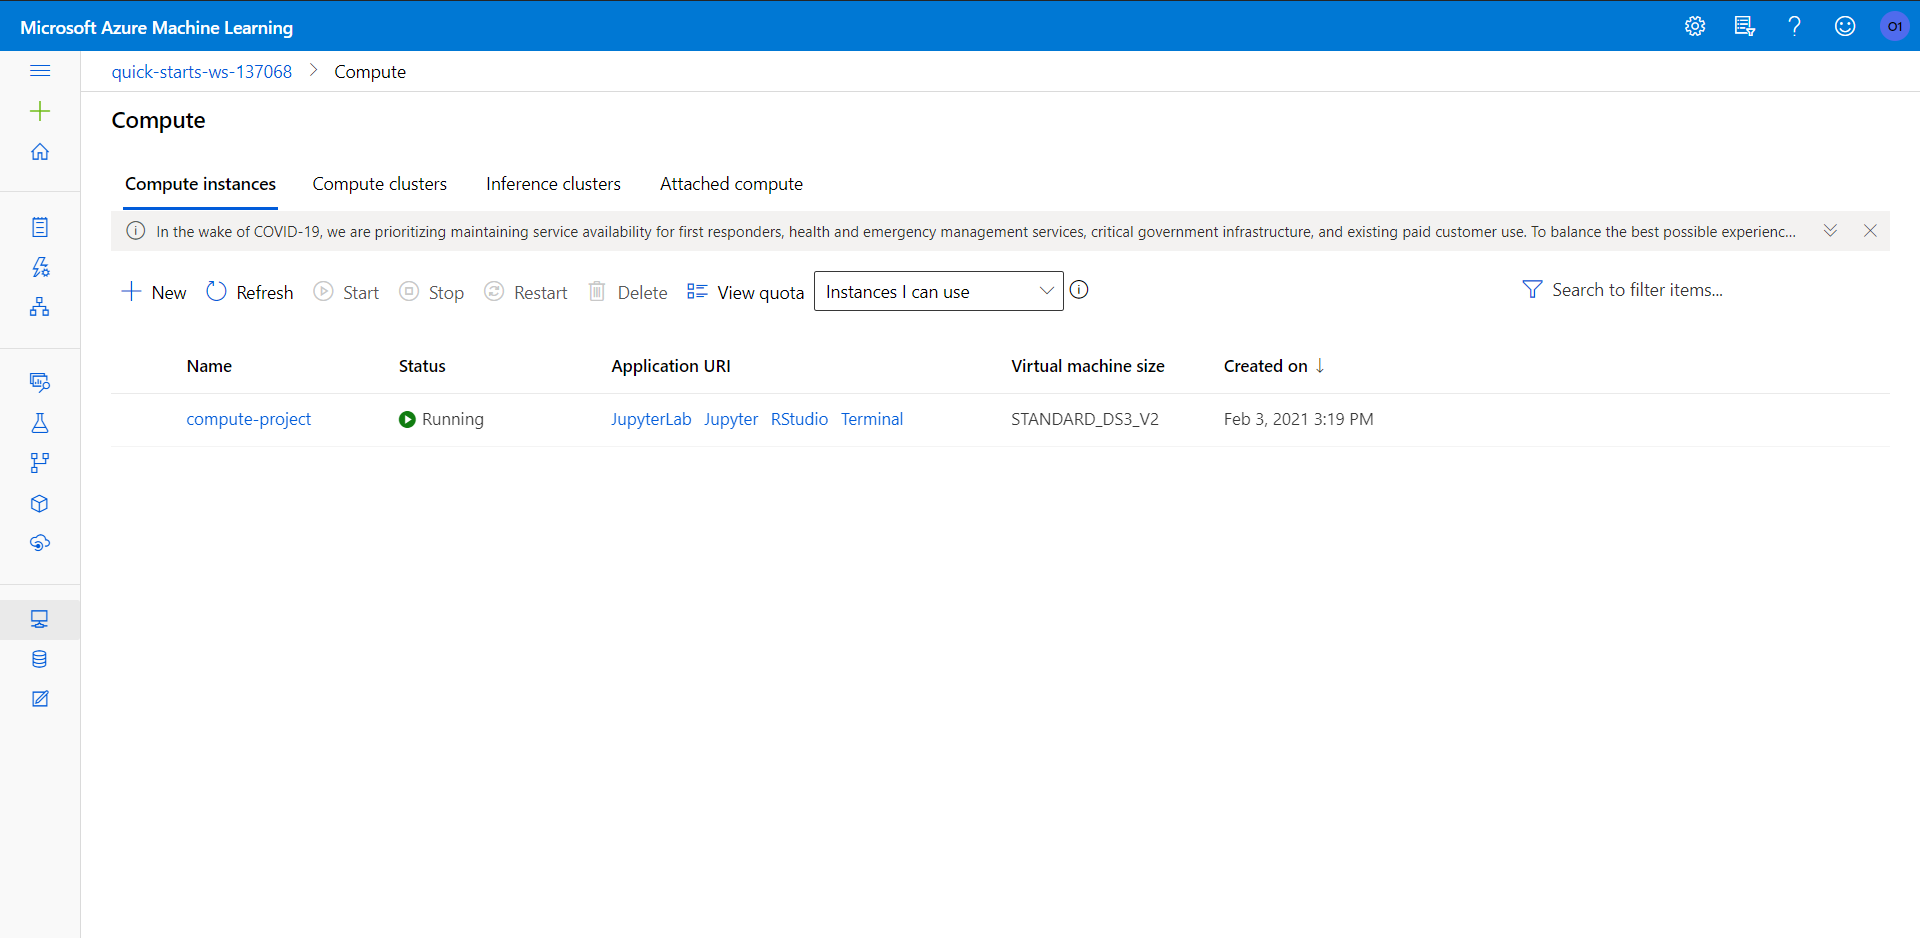 Microsoft Azure Machine Learning
O1
quick-starts-ws-137068 Compute
Compute
Compute instances Compute clusters Inference clusters Attached compute
In the wake of COVID-19, we are prioritizing maintaining service availability for first responders, health and emergency management services, critical government infrastructure, and existing paid customer use. To balance the best possible experienc...
New Refresh Start Stop Restart Delete View quota Instances I can use Search to filter items...
Name Status Application URI Virtual machine size Created on ↓
compute-project Running JupyterLab Jupyter RStudio Terminal STANDARD_DS3_V2 Feb 3, 2021 3:19 PM